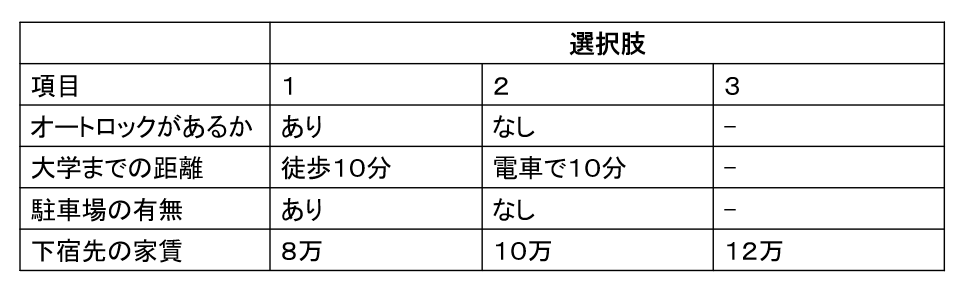 選択肢
項目 １ ２ ３
オートロックがあるか あり なし －
大学までの距離 徒歩１０分 電車で１０分 －
駐車場の有無 あり なし －
下宿先の家賃 ８万 １０万 １２万